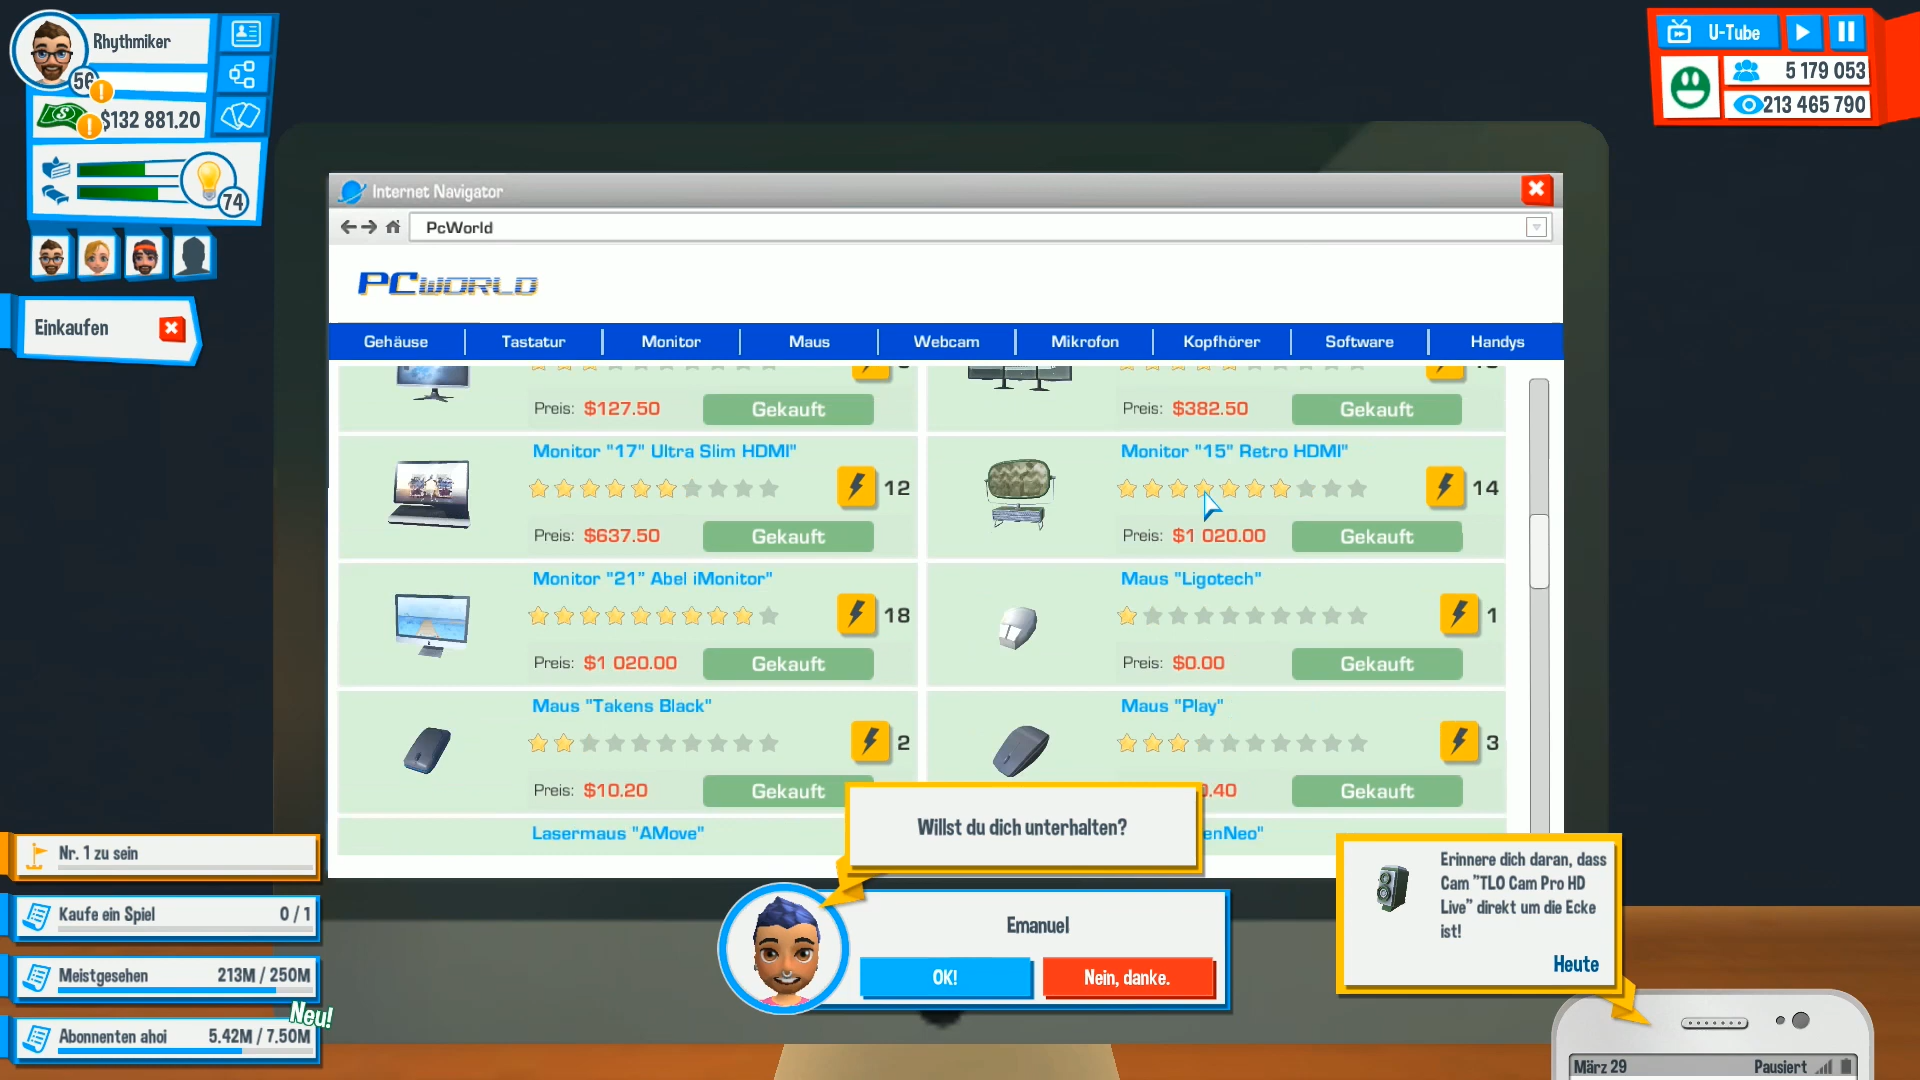 Rhythmiker
56
$132 881.20
74
Einkaufen
U-Tube
5 179 053
213 465 790
Internet Navigator
PcWorld
PCWORLD
Gehäuse
Tastatur
Monitor
Maus
Webcam
Mikrofon
Kopfhörer
Software
Handys
Preis: $127.50 Gekauft
Preis: $382.50 Gekauft
Monitor "17" Ultra Slim HDMI"
12
Preis: $637.50 Gekauft
Monitor "15" Retro HDMI"
14
Preis: $1 020.00 Gekauft
Monitor "21" Abel iMonitor"
18
Preis: $1 020.00 Gekauft
Maus "Ligotech"
1
Preis: $0.00 Gekauft
Maus "Takens Black"
2
Preis: $10.20 Gekauft
Maus "Play"
3
.40 Gekauft
Lasermaus "AMove"
enNeo"
Willst du dich unterhalten?
Emanuel
OK!
Nein, danke.
Nr. 1 zu sein
Kaufe ein Spiel 0 / 1
Meistgesehen 213M / 250M
Neu!
Abonnenten ahoi 5.42M / 7.50M
Erinnere dich daran, dass
Cam "TLO Cam Pro HD
Live" direkt um die Ecke
ist!
Heute
März 29 Pausiert